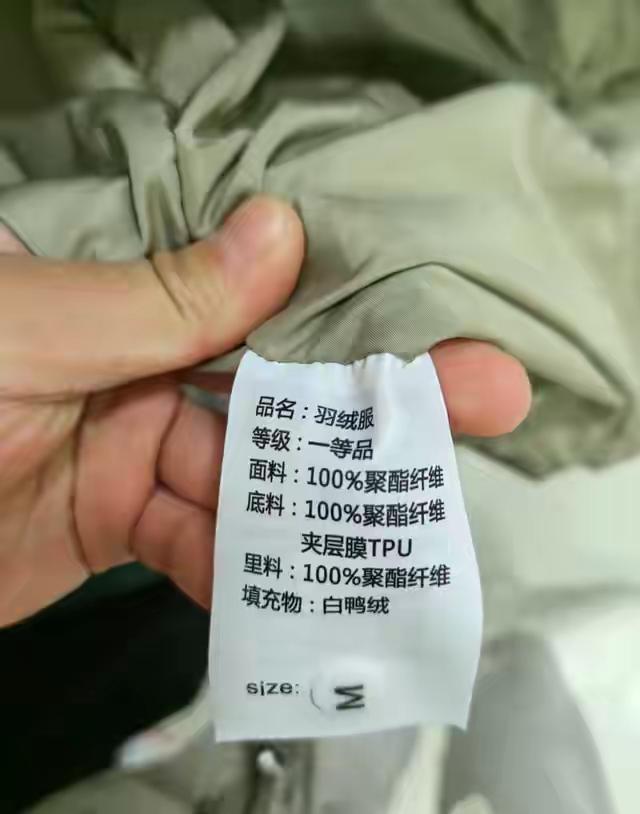 品名：羽绒服
等级：一等品
面料：100%聚酯纤维
底料：100%聚酯纤维
夹层膜TPU
里料：100%聚酯纤维
填充物：白鸭绒
size: M